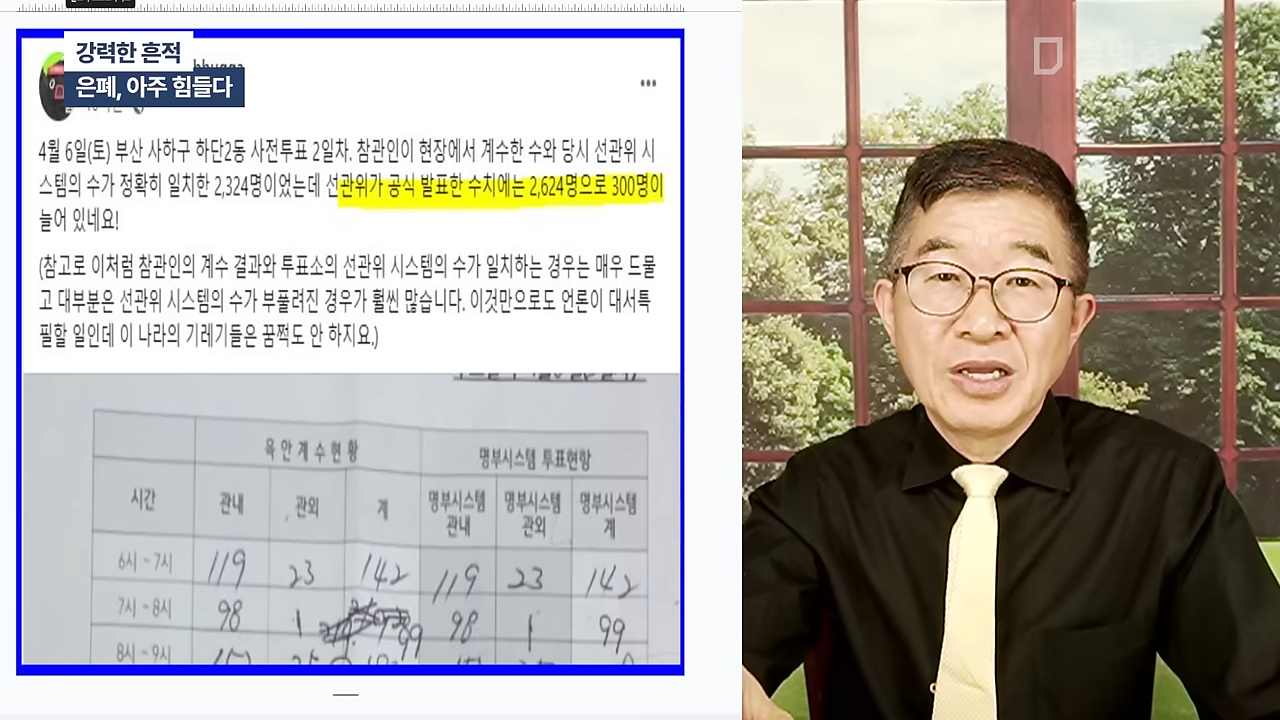 강력한 흔적
은폐, 아주 힘들다
4월 6일(토) 부산 사하구 하단2동 사전투표 2일차. 참관인이 현장에서 계수한 수와 당시 선관위 시
스템의 수가 정확히 일치한 2,324명이었는데 선관위가 공식 발표한 수치에는 2,624명으로 300명이
늘어 있네요!
(참고로 이처럼 참관인의 계수 결과와 투표소의 선관위 시스템의 수가 일치하는 경우는 매우 드물
고 대부분은 선관위 시스템의 수가 부풀려진 경우가 훨씬 많습니다. 이것만으로도 언론이 대서특
필할 일인데 이 나라의 기레기들은 꿈쩍도 안 하지요.)
육안계수현황 명부시스템 투표현항
시간 관내 관외 계 명부시스템 관내 명부시스템 관외 명부시스템 계
6시 ~ 7시 119 23 142 119 23 142
7시 ~ 8시 98 1 99 98 1 99
8시 ~ 9시